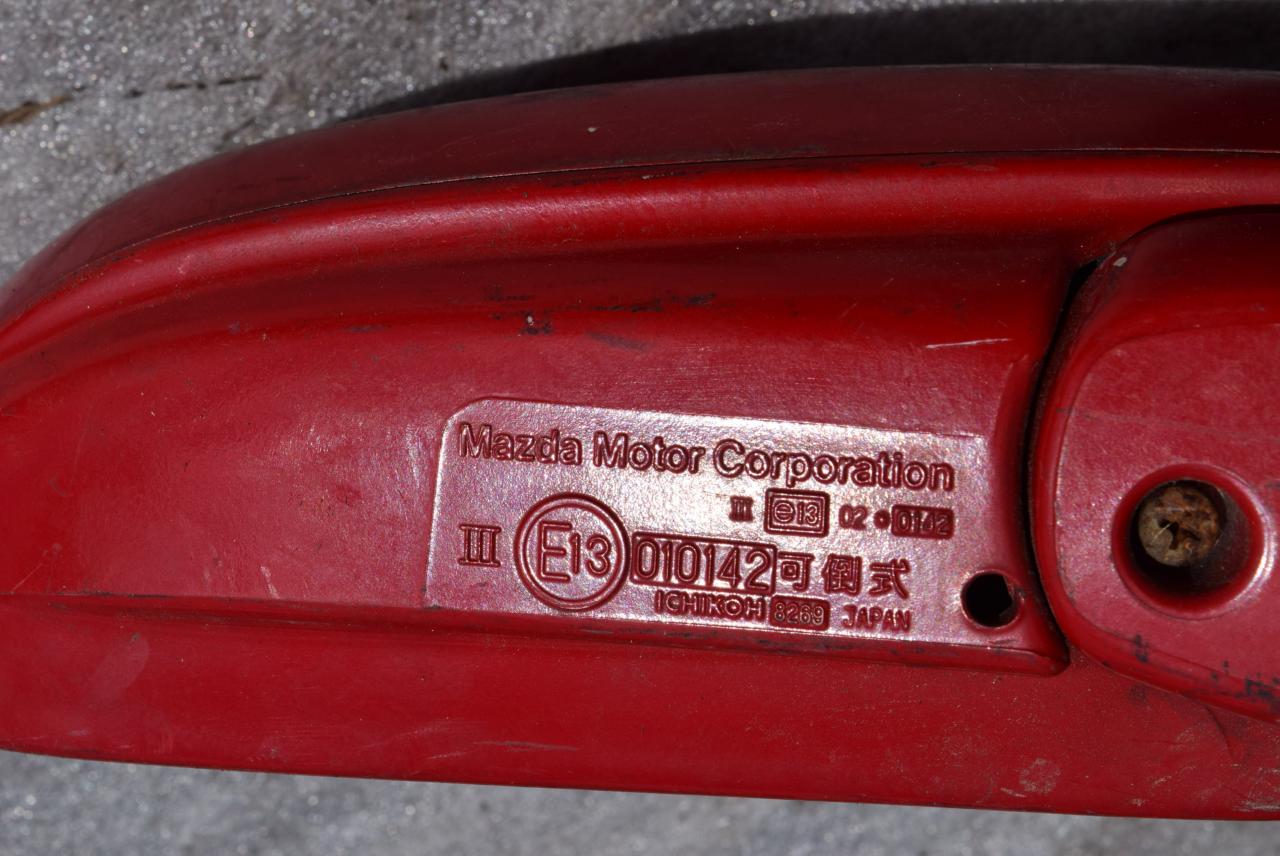 Mazda Motor Corporation
III e13 02 • 0142
III E13 010142 可倒式
ICHIKOH 8269 JAPAN